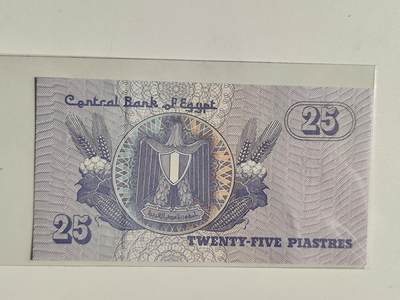 Central Bank of Egypt
25
25
TWENTY-FIVE PIASTRES